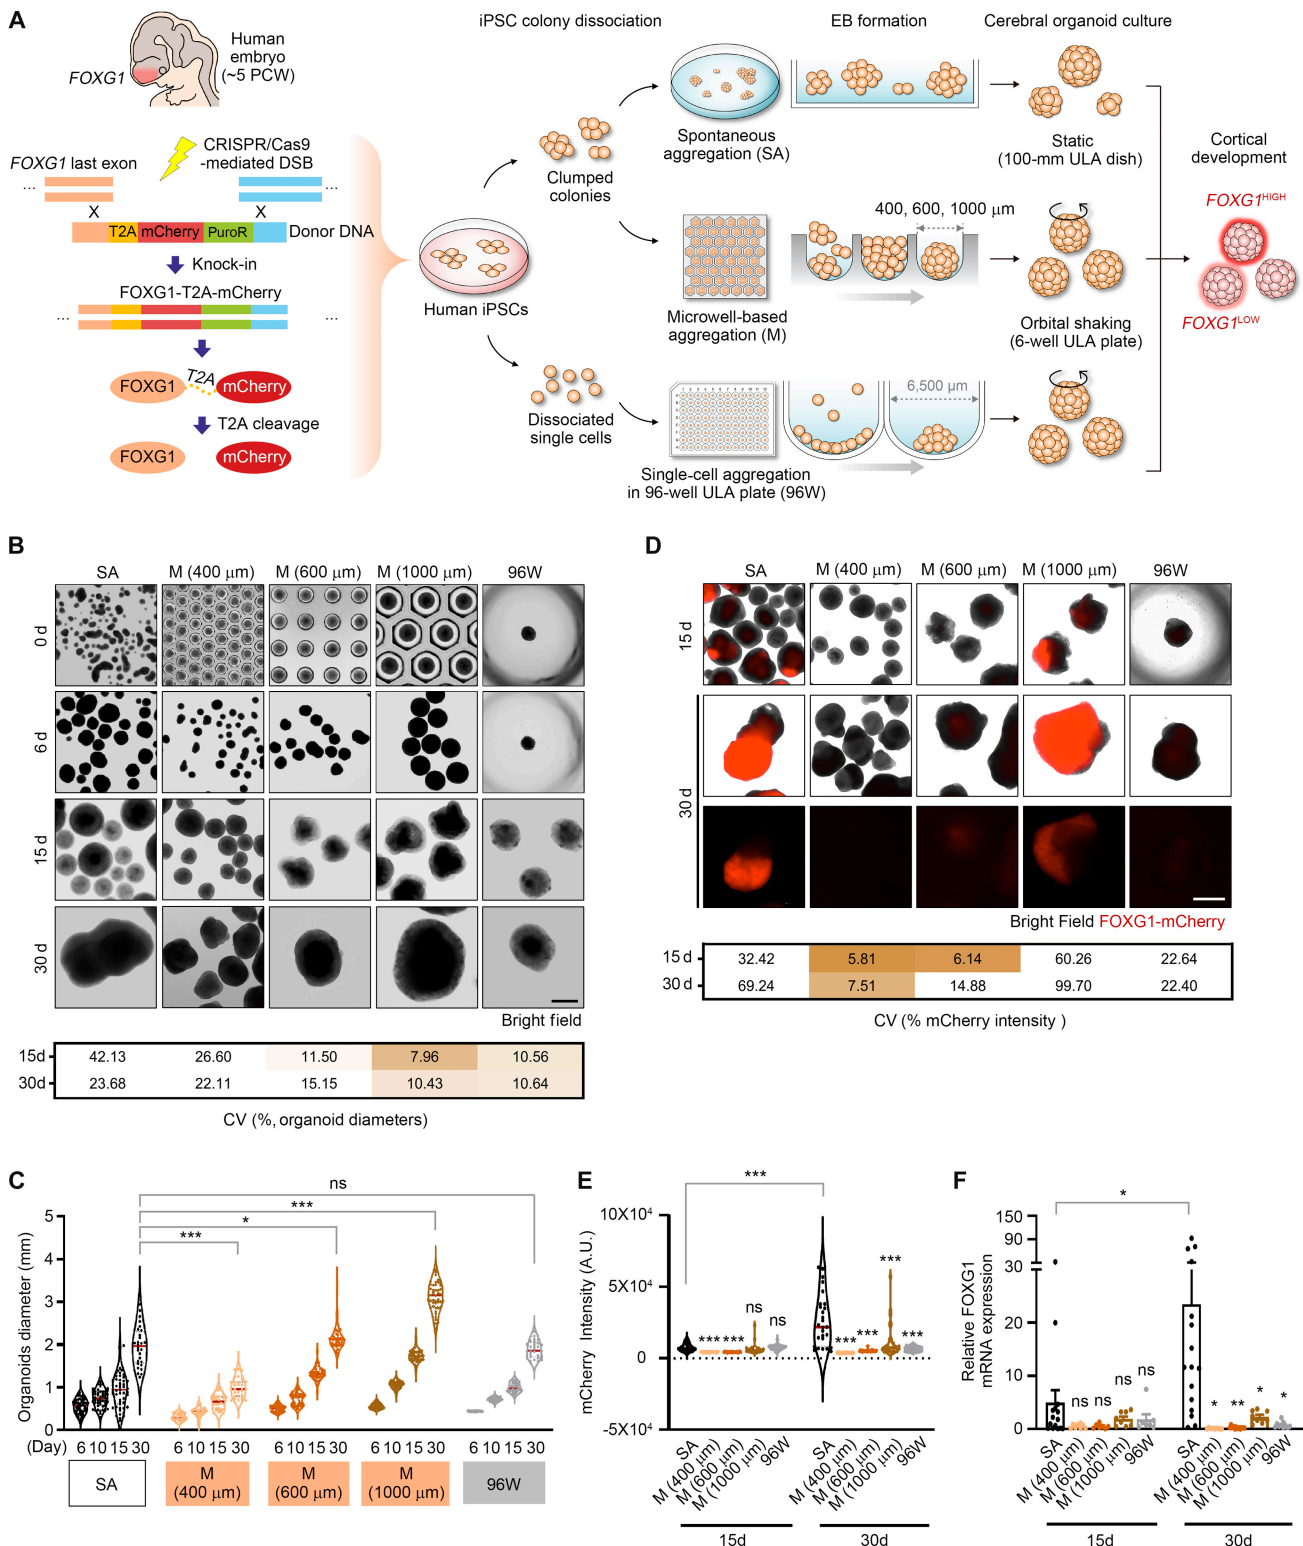 A
FOXG1
Human
embryo
(~5 PCW)
CRISPR/Cas9
-mediated DSB
FOXG1 last exon
...
...
X
X
T2A
mCherry
PuroR
Donor DNA
Knock-in
FOXG1-T2A-mCherry
...
...
FOXG1
T2A
mCherry
T2A cleavage
FOXG1
mCherry
Human iPSCs
iPSC colony dissociation
EB formation
Cerebral organoid culture
Clumped
colonies
Dissociated
single cells
Spontaneous
aggregation (SA)
Microwell-based
aggregation (M)
Single-cell aggregation
in 96-well ULA plate (96W)
400, 600, 1000 µm
6,500 µm
Static
(100-mm ULA dish)
Orbital shaking
(6-well ULA plate)
Cortical
development
FOXG1HIGH
FOXG1LOW
B
SA
M (400 µm)
M (600 µm)
M (1000 µm)
96W
0 d
6 d
15 d
30 d
Bright field
15d 42.13 26.60 11.50 7.96 10.56
30d 23.68 22.11 15.15 10.43 10.64
CV (%, organoid diameters)
D
SA
M (400 µm)
M (600 µm)
M (1000 µm)
96W
15 d
30 d
Bright Field FOXG1-mCherry
15 d 32.42 5.81 6.14 60.26 22.64
30 d 69.24 7.51 14.88 99.70 22.40
CV (% mCherry intensity )
C
Organoids diameter (mm)
5
4
3
2
1
0
ns
***
*
***
(Day) 6 10 15 30 6 10 15 30 6 10 15 30 6 10 15 30 6 10 15 30
SA
M
(400 µm)
M
(600 µm)
M
(1000 µm)
96W
E
mCherry Intensity (A.U.)
10X10⁴
5X10⁴
0
-5X10⁴
***
*** *** ns ns
*** *** *** ***
SA
M (400 µm)
M (600 µm)
M (1000 µm)
96W
SA
M (400 µm)
M (600 µm)
M (1000 µm)
96W
15d
30d
F
Relative FOXG1
mRNA expression
150
90
30
20
10
0
*
ns ns ns ns
* ** * *
SA
M (400 µm)
M (600 µm)
M (1000 µm)
96W
SA
M (400 µm)
M (600 µm)
M (1000 µm)
96W
15d
30d